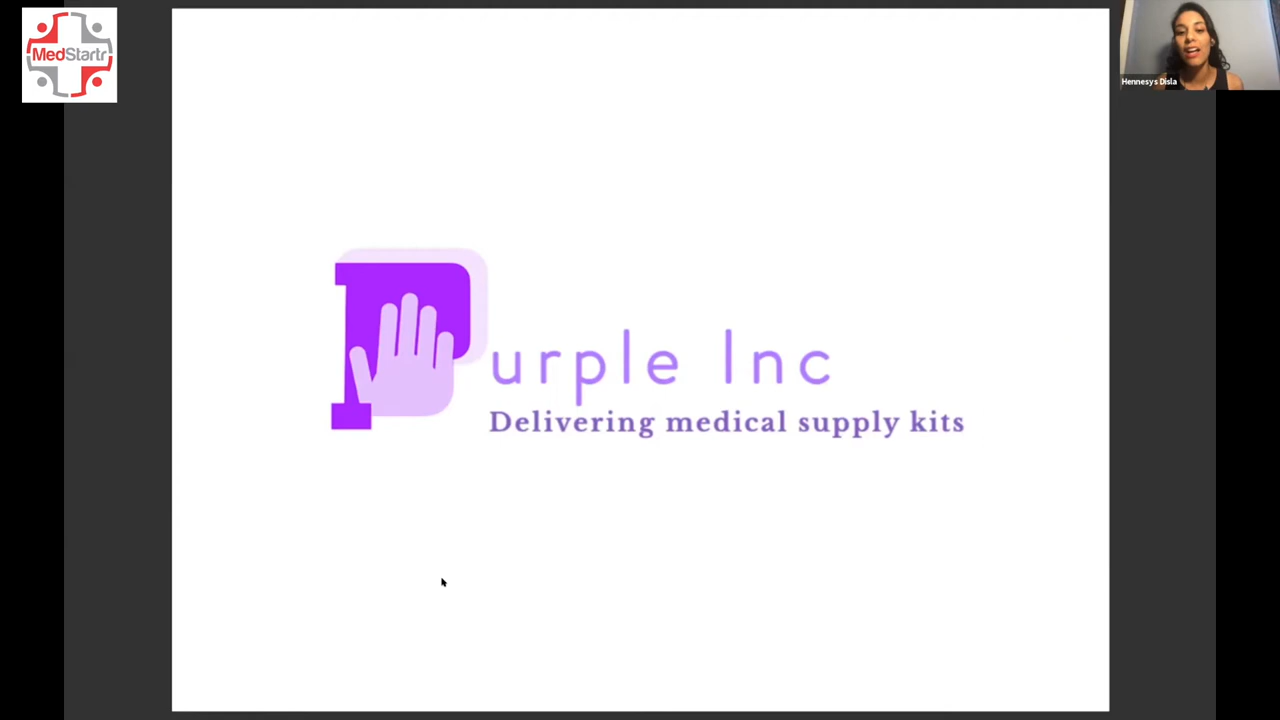 MedStartr
Hennesys Disla
Purple Inc
Delivering medical supply kits